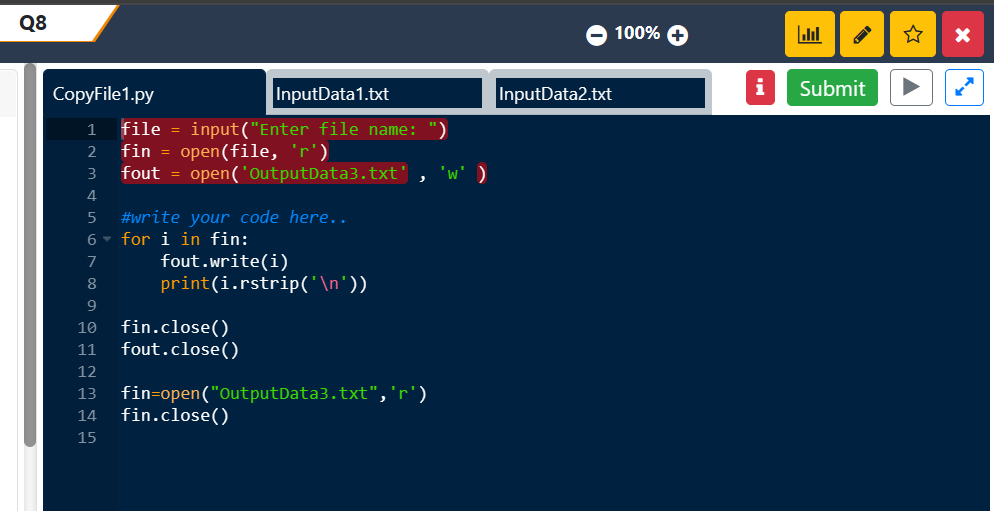 Q8
100%
CopyFile1.py InputData1.txt InputData2.txt Submit
1 file = input("Enter file name: ")
2 fin = open(file, 'r')
3 fout = open('OutputData3.txt' , 'w' )
4
5 #write your code here..
6 for i in fin:
7     fout.write(i)
8     print(i.rstrip('\n'))
9
10 fin.close()
11 fout.close()
12
13 fin=open("OutputData3.txt",'r')
14 fin.close()
15